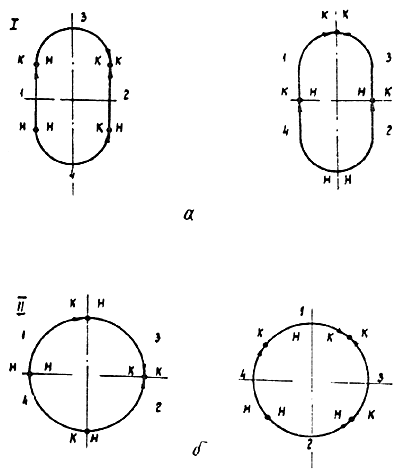 I
3
К Н К К
1 2
Н Н К Н
4
К К
1 3
К Н Н К
4 2
Н Н
а
II
К Н
1 3
Н Н К К
4 2
К Н
1
К Н К К
4 3
Н Н К К
2
б